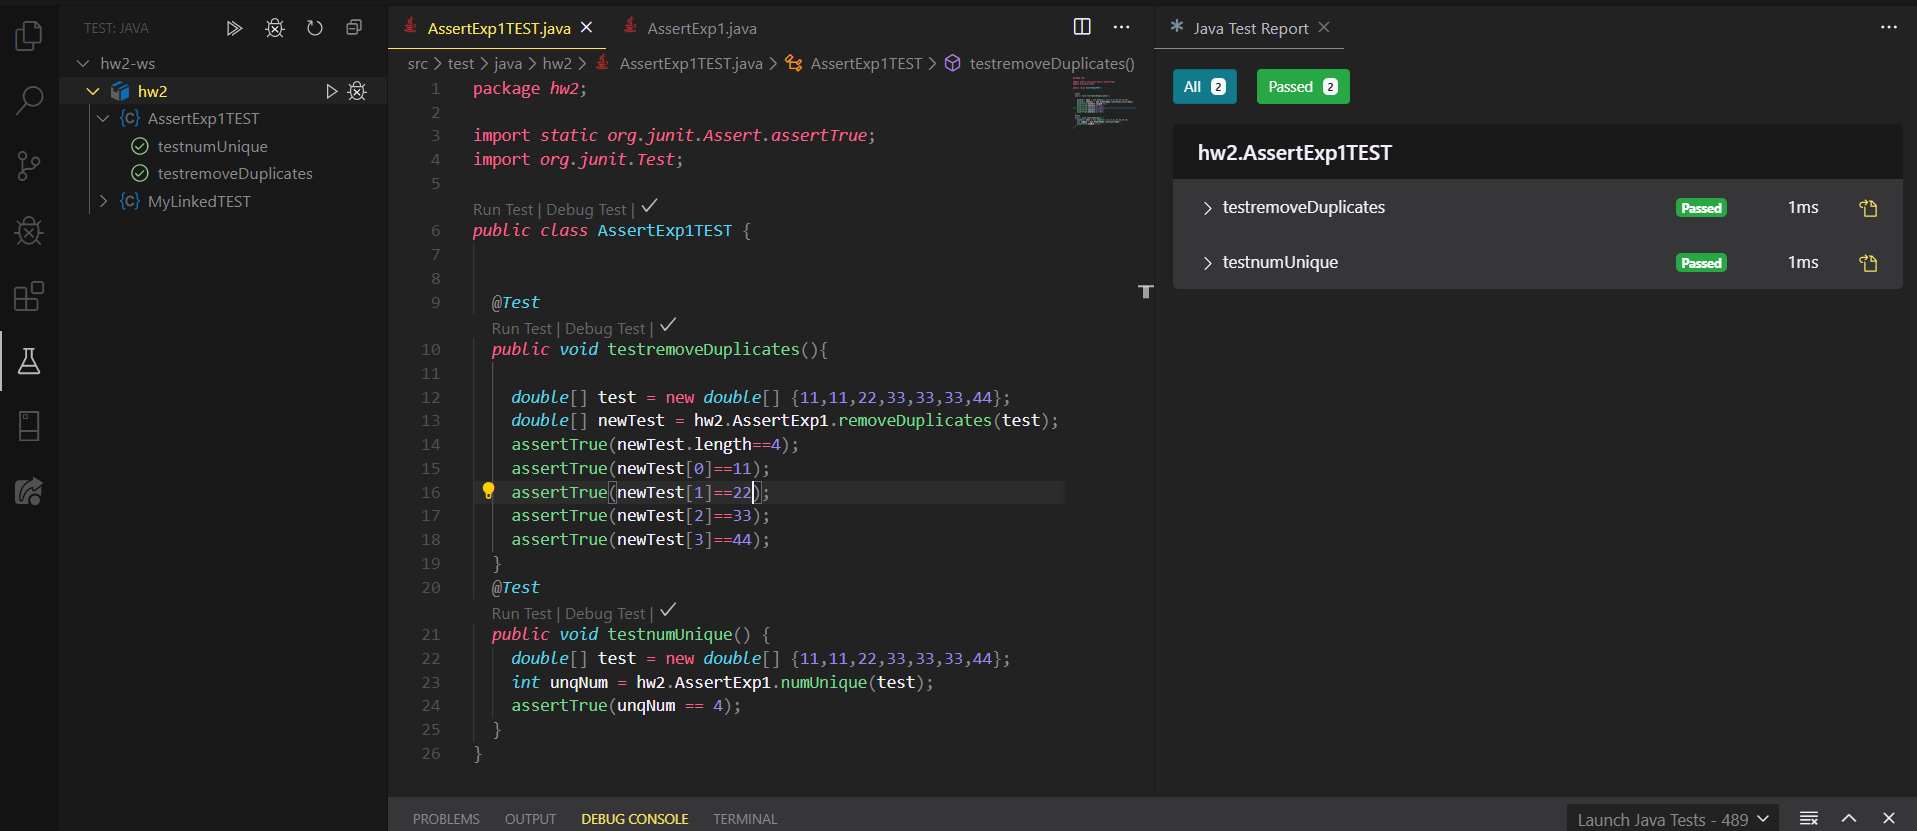 TEST: JAVA
hw2-ws
hw2
AssertExp1TEST
testnumUnique
testremoveDuplicates
MyLinkedTEST
AssertExp1TEST.java
AssertExp1.java
src > test > java > hw2 > AssertExp1TEST.java > AssertExp1TEST > testremoveDuplicates()
1 package hw2;
2
3 import static org.junit.Assert.assertTrue;
4 import org.junit.Test;
5
Run Test | Debug Test |
6 public class AssertExp1TEST {
7
8
9 @Test
Run Test | Debug Test |
10 public void testremoveDuplicates(){
11
12 double[] test = new double[] {11,11,22,33,33,33,44};
13 double[] newTest = hw2.AssertExp1.removeDuplicates(test);
14 assertTrue(newTest.length==4);
15 assertTrue(newTest[0]==11);
16 assertTrue(newTest[1]==22);
17 assertTrue(newTest[2]==33);
18 assertTrue(newTest[3]==44);
19 }
20 @Test
Run Test | Debug Test |
21 public void testnumUnique() {
22 double[] test = new double[] {11,11,22,33,33,33,44};
23 int unqNum = hw2.AssertExp1.numUnique(test);
24 assertTrue(unqNum == 4);
25 }
26 }
PROBLEMS OUTPUT DEBUG CONSOLE TERMINAL
Launch Java Tests - 489
Java Test Report
All 2 Passed 2
hw2.AssertExp1TEST
testremoveDuplicates Passed 1ms
testnumUnique Passed 1ms